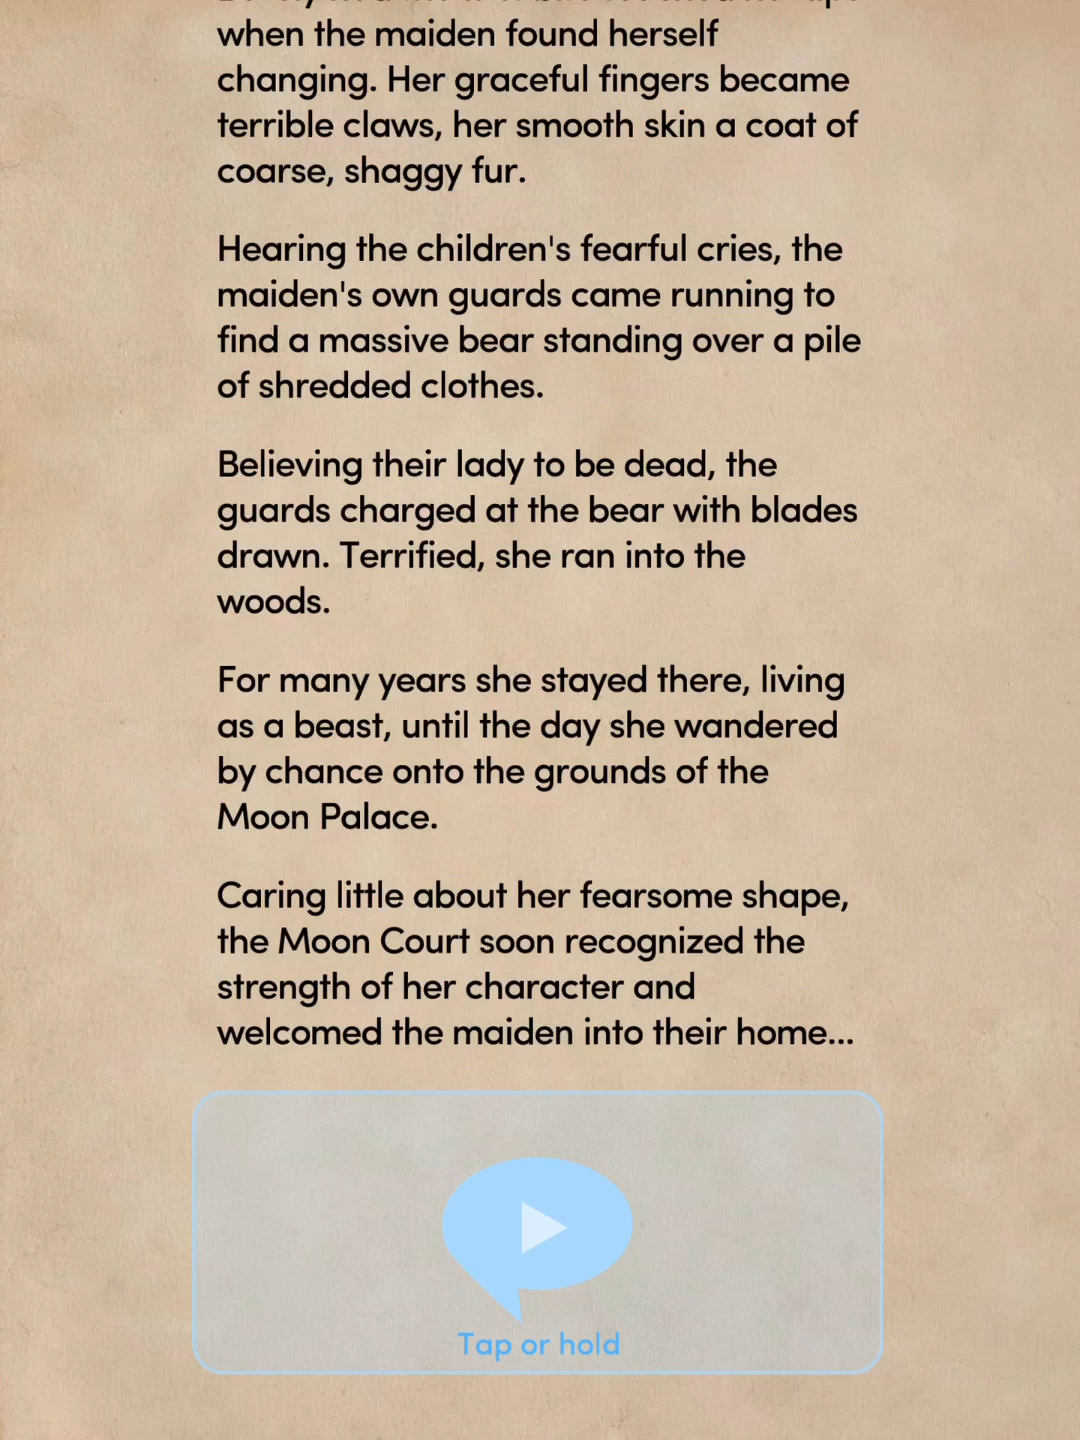 when the maiden found herself
changing. Her graceful fingers became
terrible claws, her smooth skin a coat of
coarse, shaggy fur.
Hearing the children's fearful cries, the
maiden's own guards came running to
find a massive bear standing over a pile
of shredded clothes.
Believing their lady to be dead, the
guards charged at the bear with blades
drawn. Terrified, she ran into the
woods.
For many years she stayed there, living
as a beast, until the day she wandered
by chance onto the grounds of the
Moon Palace.
Caring little about her fearsome shape,
the Moon Court soon recognized the
strength of her character and
welcomed the maiden into their home...
Tap or hold